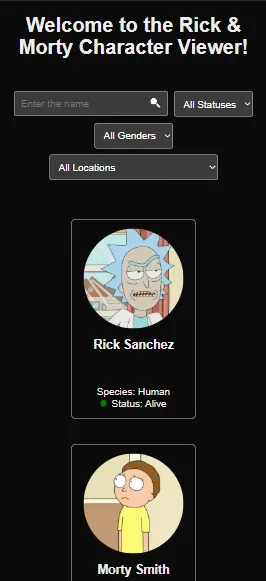 Welcome to the Rick &
Morty Character Viewer!
Enter the name
All Statuses
All Genders
All Locations
Rick Sanchez
Species: Human
Status: Alive
Morty Smith